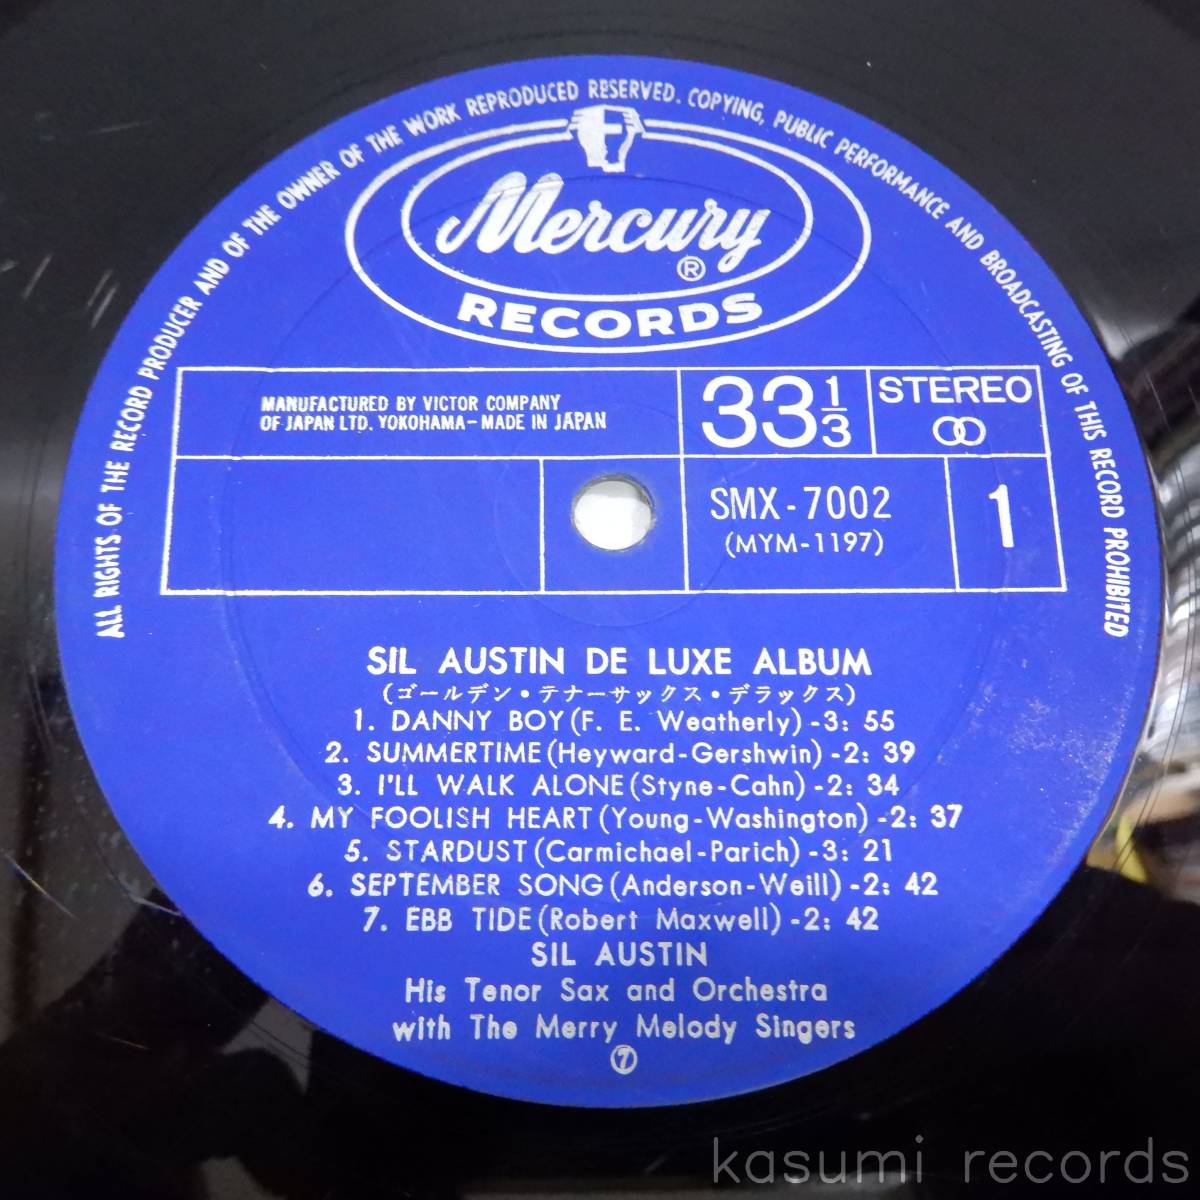 ALL RIGHTS OF THE RECORD PRODUCER AND OF THE OWNER OF THE WORK REPRODUCED RESERVED. COPYING, PUBLIC PERFORMANCE AND BROADCASTING OF THIS RECORD PROHIBITED
Mercury
®
RECORDS
MANUFACTURED BY VICTOR COMPANY
OF JAPAN LTD. YOKOHAMA-MADE IN JAPAN
33 1/3
STEREO
SMX-7002
(MYM-1197)
1
SIL AUSTIN DE LUXE ALBUM
(ゴールデン・テナーサックス・デラックス)
1. DANNY BOY(F. E. Weatherly)-3: 55
2. SUMMERTIME(Heyward-Gershwin)-2: 39
3. I'LL WALK ALONE(Styne-Cahn)-2: 34
4. MY FOOLISH HEART(Young-Washington)-2: 37
5. STARDUST(Carmichael-Parich)-3: 21
6. SEPTEMBER SONG(Anderson-Weill)-2: 42
7. EBB TIDE(Robert Maxwell)-2: 42
SIL AUSTIN
His Tenor Sax and Orchestra
with The Merry Melody Singers
⑦
kasumi records